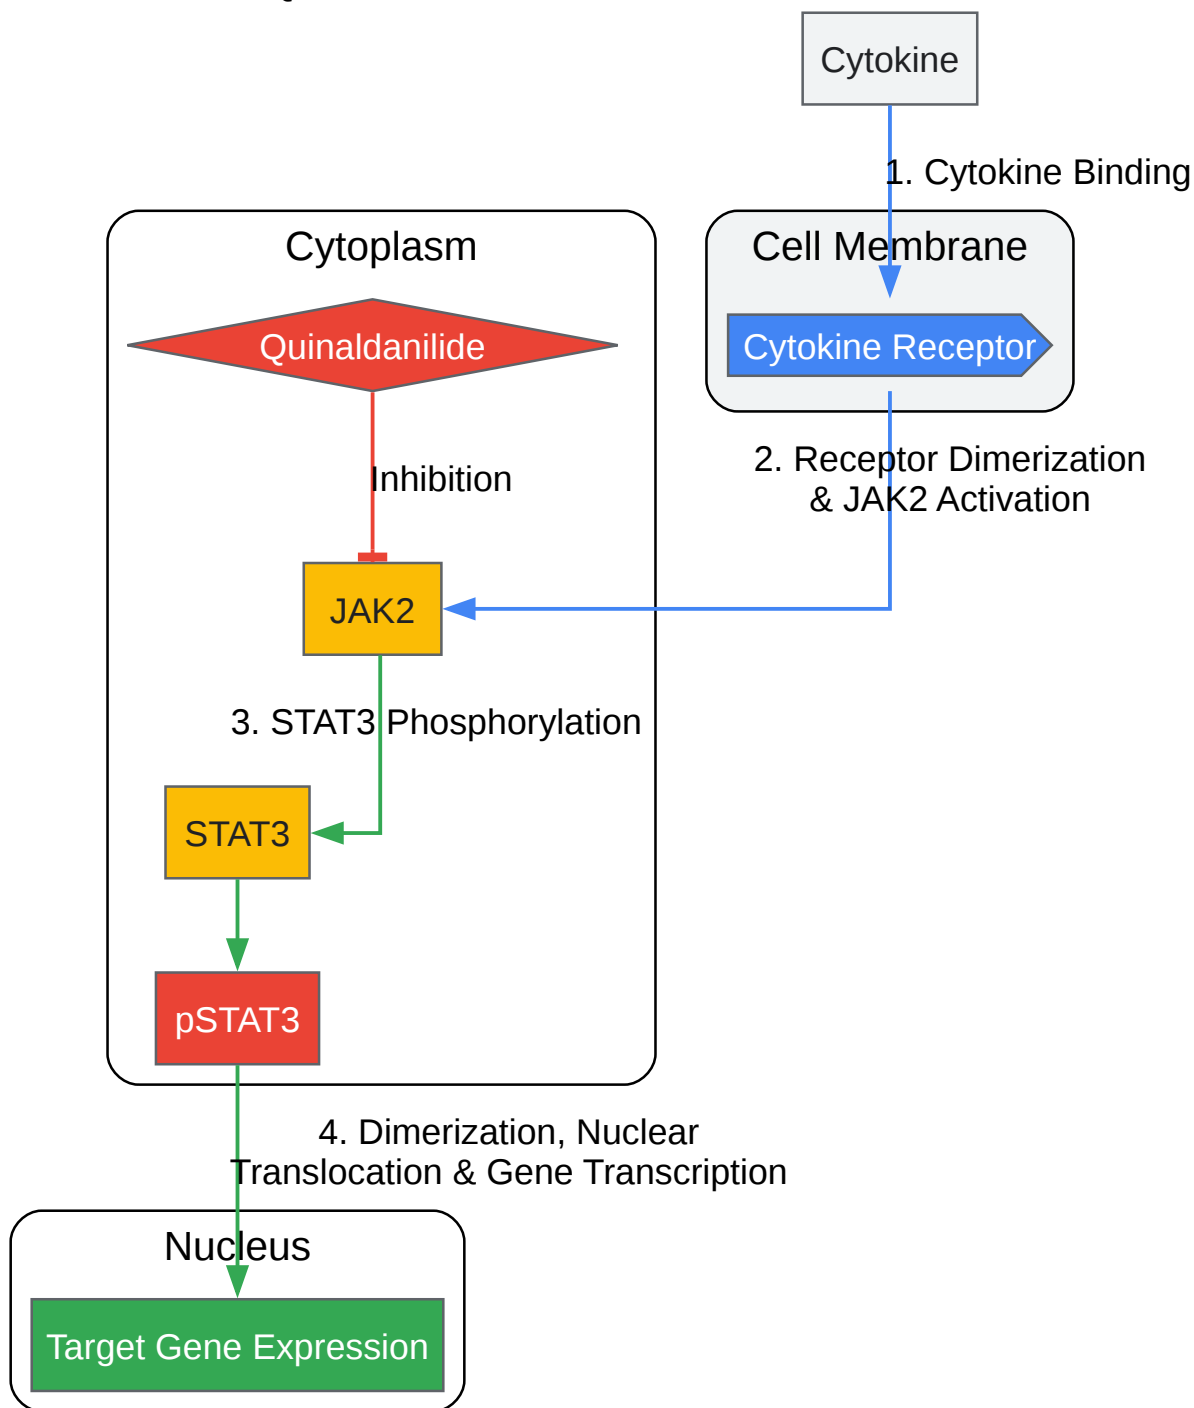 Cytokine
1. Cytokine Binding
Cytoplasm
Cell Membrane
Quinaldanilide
Cytokine Receptor
Inhibition
2. Receptor Dimerization
& JAK2 Activation
JAK2
3. STAT3 Phosphorylation
STAT3
pSTAT3
4. Dimerization, Nuclear
Translocation & Gene Transcription
Nucleus
Target Gene Expression